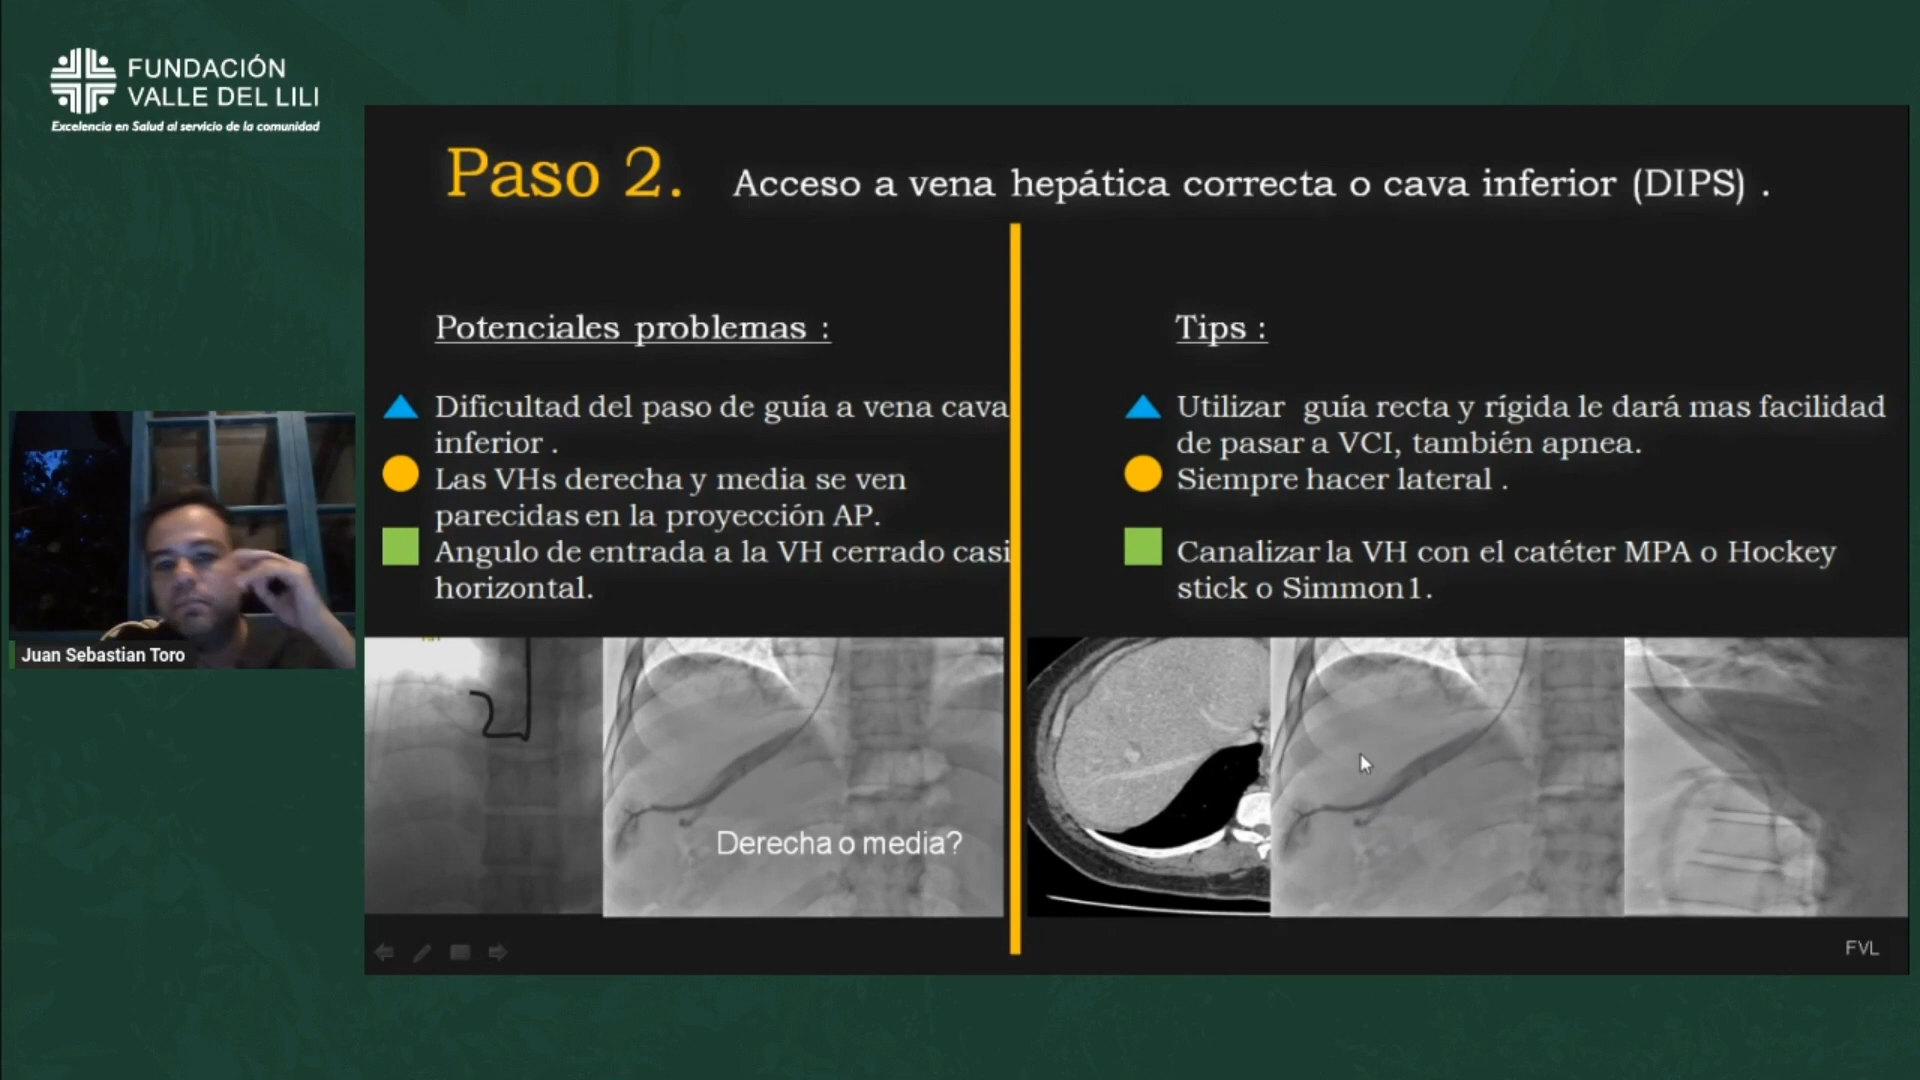 FUNDACIÓN
VALLE DEL LILI
Excelencia en Salud al servicio de la comunidad
Paso 2. Acceso a vena hepática correcta o cava inferior (DIPS) .
Potenciales problemas :
Dificultad del paso de guía a vena cava
inferior .
Las VHs derecha y media se ven
parecidas en la proyección AP.
Angulo de entrada a la VH cerrado casi
horizontal.
Tips :
Utilizar guía recta y rígida le dará mas facilidad
de pasar a VCI, también apnea.
Siempre hacer lateral .
Canalizar la VH con el catéter MPA o Hockey
stick o Simmon1.
Juan Sebastian Toro
Derecha o media?
FVL